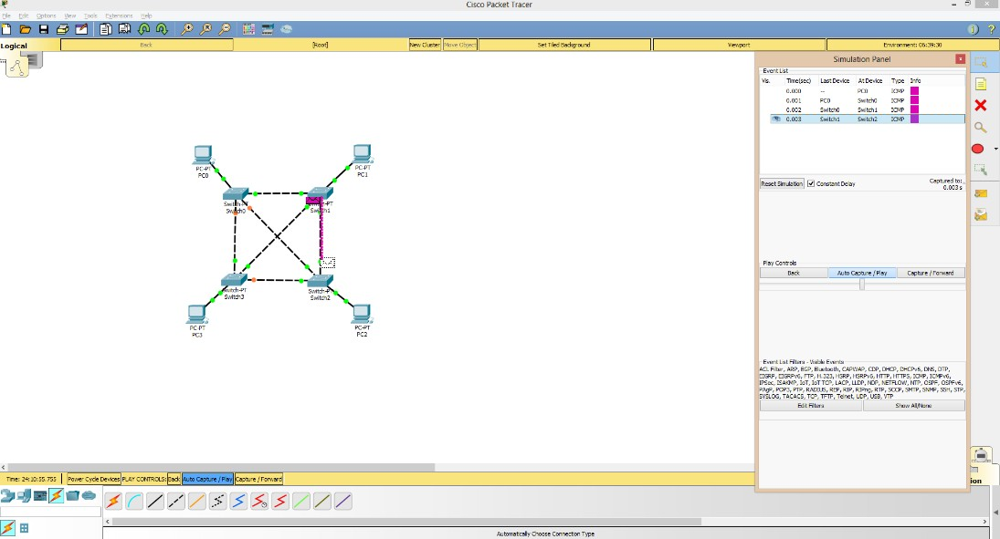 Cisco Packet Tracer
File Edit Options View Tools Extensions Help
Logical Back [Root] New Cluster Move Object Set Tiled Background Viewport Environment: 06:39:30
Simulation Panel
Event List
Vis. Time(sec) Last Device At Device Type Info
0.000 -- PC0 ICMP
0.001 PC0 Switch0 ICMP
0.002 Switch0 Switch1 ICMP
0.003 Switch1 Switch2 ICMP
Reset Simulation Constant Delay Captured to:
0.003 s
Play Controls
Back Auto Capture / Play Capture / Forward
Event List Filters - Visible Events
ACL Filter, ARP, BGP, Bluetooth, CAPWAP, CDP, DHCP, DHCPv6, DNS, DTP,
EIGRP, EIGRPv6, FTP, H.323, HSRP, HSRPv6, HTTP, HTTPS, ICMP, ICMPv6,
IPSec, ISAKMP, IoT, IoT TCP, LACP, LLDP, NDP, NETFLOW, NTP, OSPF, OSPFv6,
PAgP, POP3, PTP, RADIUS, REP, RIP, RIPng, RTP, SCCP, SMTP, SNMP, SSH, STP,
SYSLOG, TACACS, TCP, TFTP, Telnet, UDP, USB, VTP
Edit Filters Show All/None
PC-PT
PC0
PC-PT
PC1
Switch-PT
Switch0
Switch-PT
Switch1
Switch-PT
Switch3
Switch-PT
Switch2
PC-PT
PC3
PC-PT
PC2
Time: 24:10:55.755 Power Cycle Devices PLAY CONTROLS: Back Auto Capture / Play Capture / Forward
Automatically Choose Connection Type